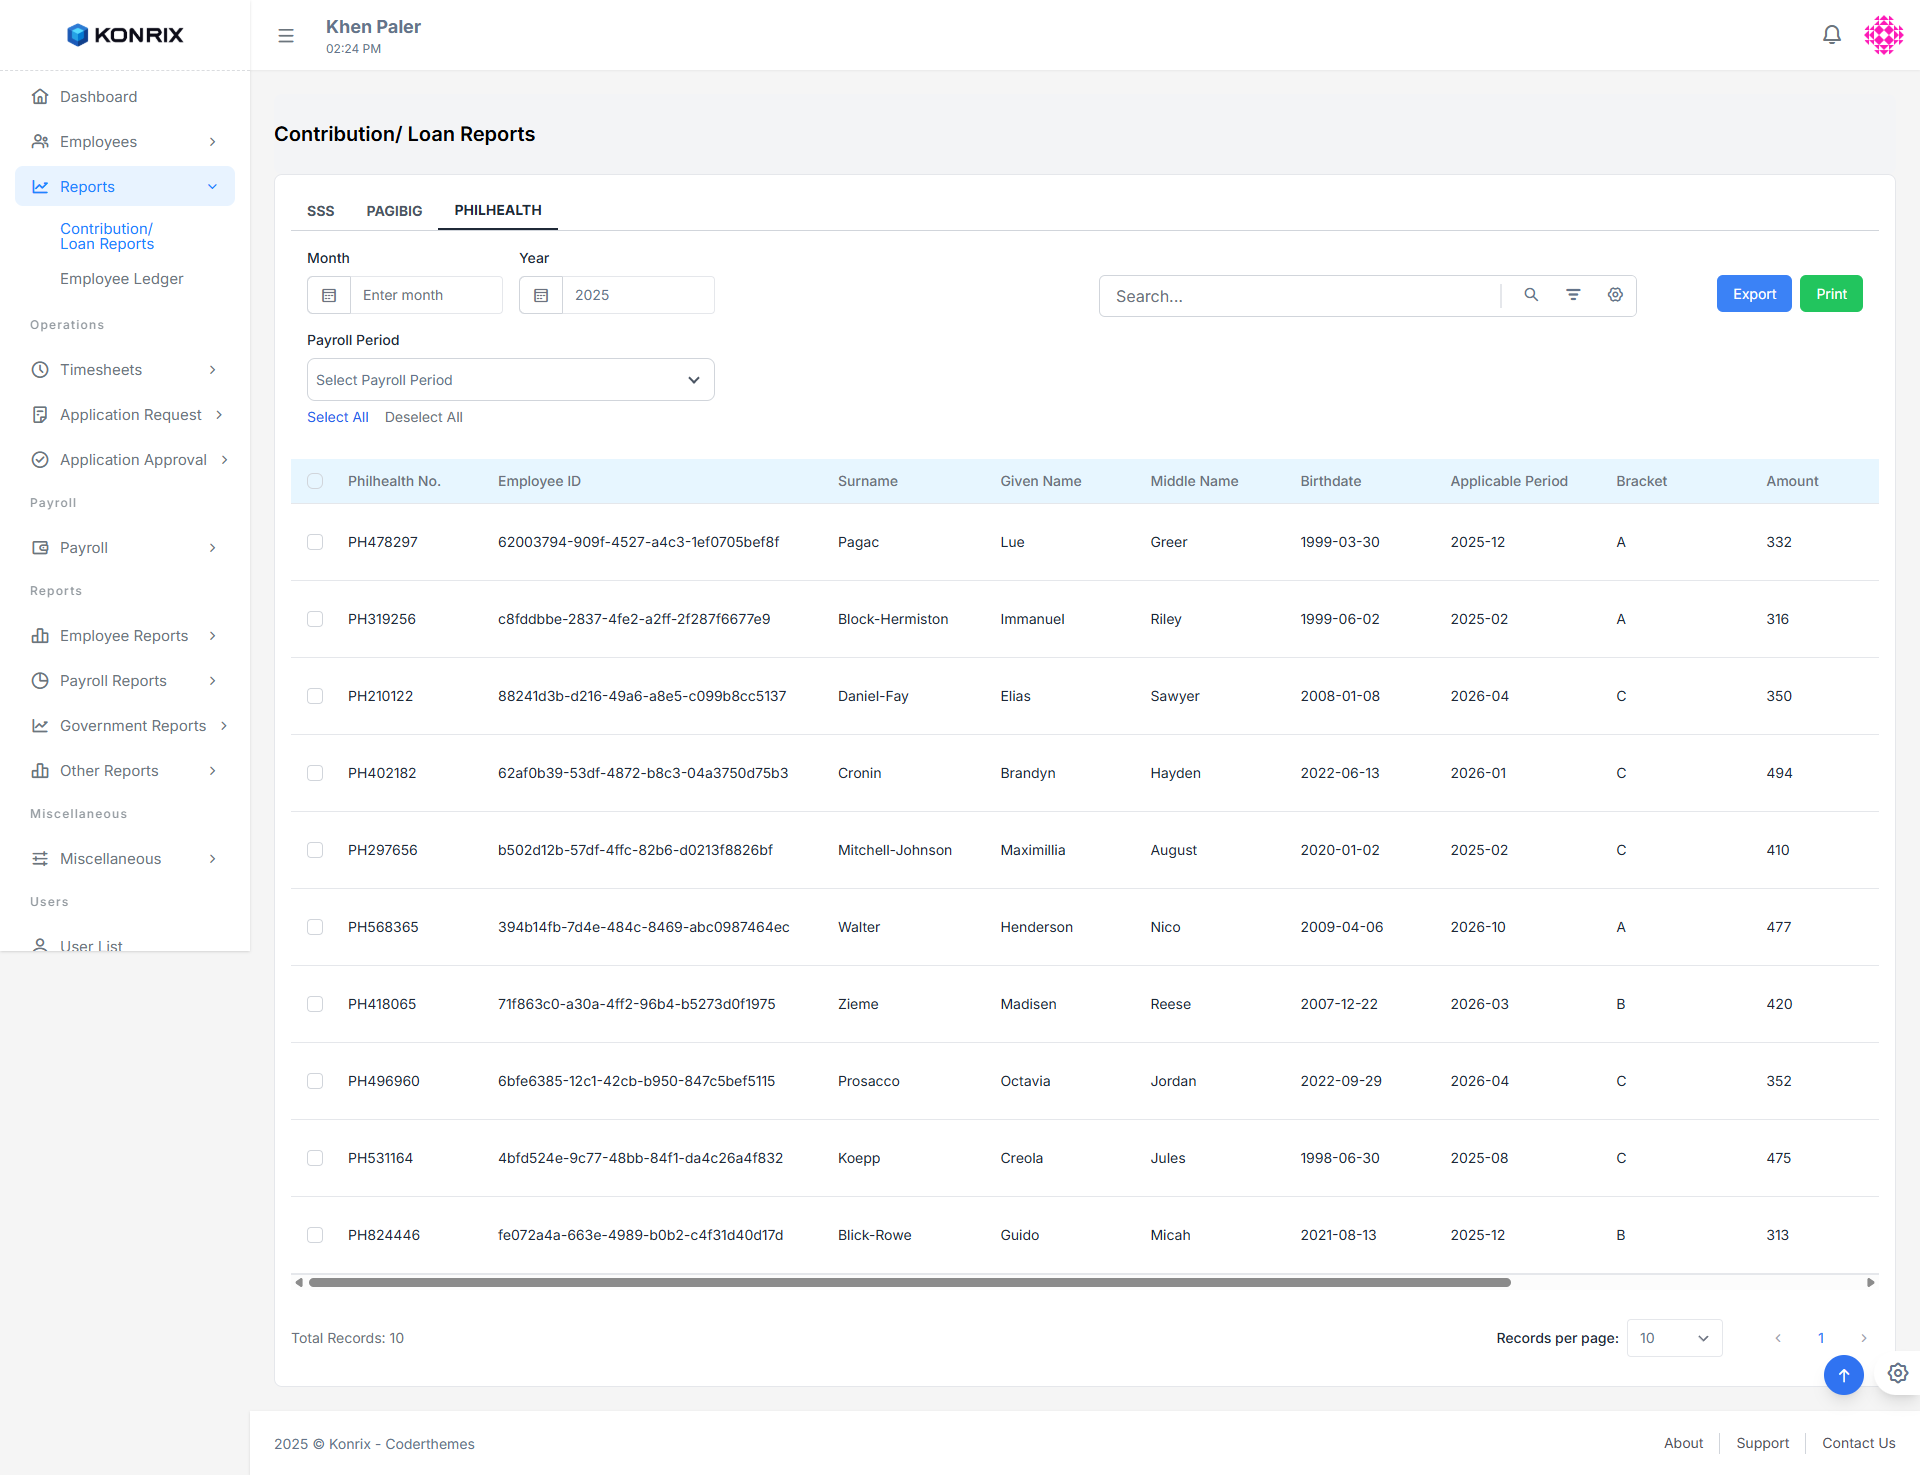 KONRIX
Khen Paler
02:24 PM
Dashboard
Employees
Reports
Contribution/
Loan Reports
Employee Ledger
Operations
Timesheets
Application Request
Application Approval
Payroll
Payroll
Reports
Employee Reports
Payroll Reports
Government Reports
Other Reports
Miscellaneous
Miscellaneous
Users
User List
Contribution/ Loan Reports
SSS PAGIBIG PHILHEALTH
Month Year
Enter month 2025 Search... Export Print
Payroll Period
Select Payroll Period
Select All Deselect All
Philhealth No. Employee ID Surname Given Name Middle Name Birthdate Applicable Period Bracket Amount
PH478297 62003794-909f-4527-a4c3-1ef0705bef8f Pagac Lue Greer 1999-03-30 2025-12 A 332
PH319256 c8fddbbe-2837-4fe2-a2ff-2f287f6677e9 Block-Hermiston Immanuel Riley 1999-06-02 2025-02 A 316
PH210122 88241d3b-d216-49a6-a8e5-c099b8cc5137 Daniel-Fay Elias Sawyer 2008-01-08 2026-04 C 350
PH402182 62af0b39-53df-4872-b8c3-04a3750d75b3 Cronin Brandyn Hayden 2022-06-13 2026-01 C 494
PH297656 b502d12b-57df-4ffc-82b6-d0213f8826bf Mitchell-Johnson Maximillia August 2020-01-02 2025-02 C 410
PH568365 394b14fb-7d4e-484c-8469-abc0987464ec Walter Henderson Nico 2009-04-06 2026-10 A 477
PH418065 71f863c0-a30a-4ff2-96b4-b5273d0f1975 Zieme Madisen Reese 2007-12-22 2026-03 B 420
PH496960 6bfe6385-12c1-42cb-b950-847c5bef5115 Prosacco Octavia Jordan 2022-09-29 2026-04 C 352
PH531164 4bfd524e-9c77-48bb-84f1-da4c26a4f832 Koepp Creola Jules 1998-06-30 2025-08 C 475
PH824446 fe072a4a-663e-4989-b0b2-c4f31d40d17d Blick-Rowe Guido Micah 2021-08-13 2025-12 B 313
Total Records: 10 Records per page: 10 1
2025 © Konrix - Coderthemes About Support Contact Us